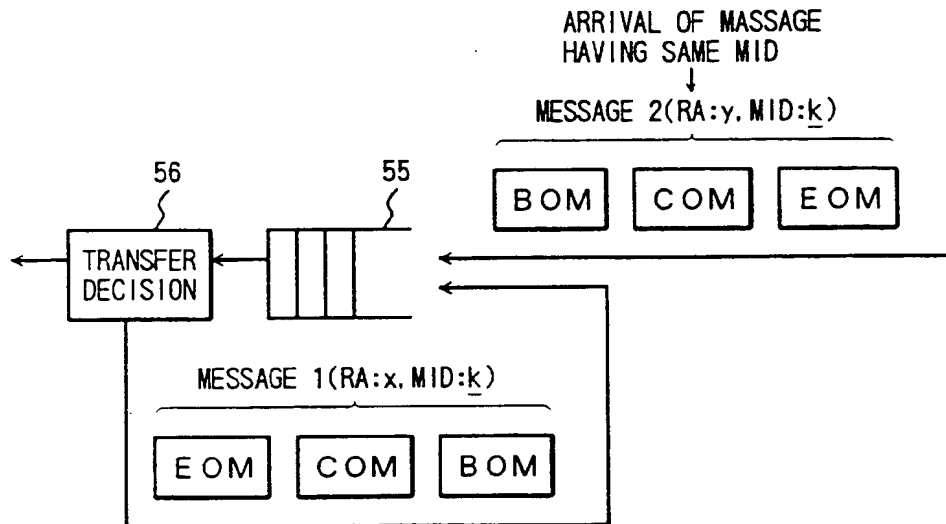 ARRIVAL OF MASSAGE
HAVING SAME MID
MESSAGE 2(RA:y, MID:k)
BOM COM EOM
56
55
TRANSFER
DECISION
MESSAGE 1(RA:x, MID:k)
EOM COM BOM